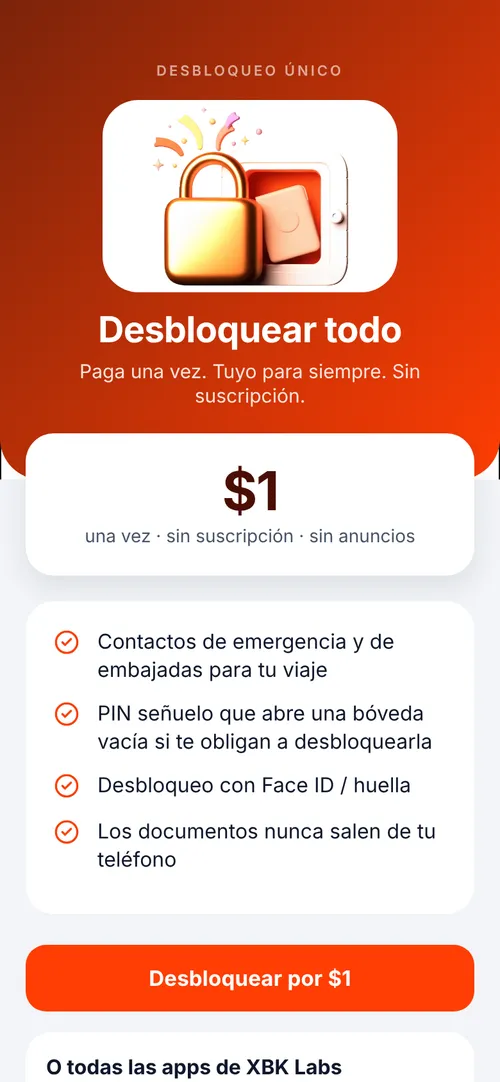 DESBLOQUEO ÚNICO
Desbloquear todo
Paga una vez. Tuyo para siempre. Sin
suscripción.
$1
una vez · sin suscripción · sin anuncios
Contactos de emergencia y de
embajadas para tu viaje
PIN señuelo que abre una bóveda
vacía si te obligan a desbloquearla
Desbloqueo con Face ID / huella
Los documentos nunca salen de tu
teléfono
Desbloquear por $1
O todas las apps de XBK Labs